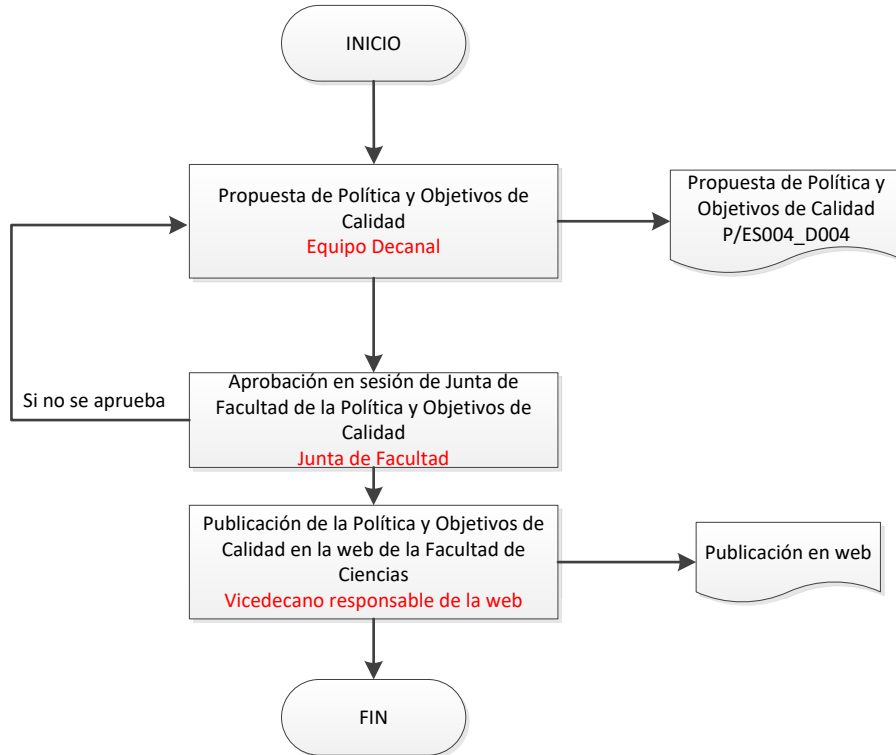 INICIO
Propuesta de Política y Objetivos de
Calidad
Equipo Decanal
Propuesta de Política y
Objetivos de Calidad
P/ES004_D004
Si no se aprueba
Aprobación en sesión de Junta de
Facultad de la Política y Objetivos de
Calidad
Junta de Facultad
Publicación de la Política y Objetivos de
Calidad en la web de la Facultad de
Ciencias
Vicedecano responsable de la web
Publicación en web
FIN